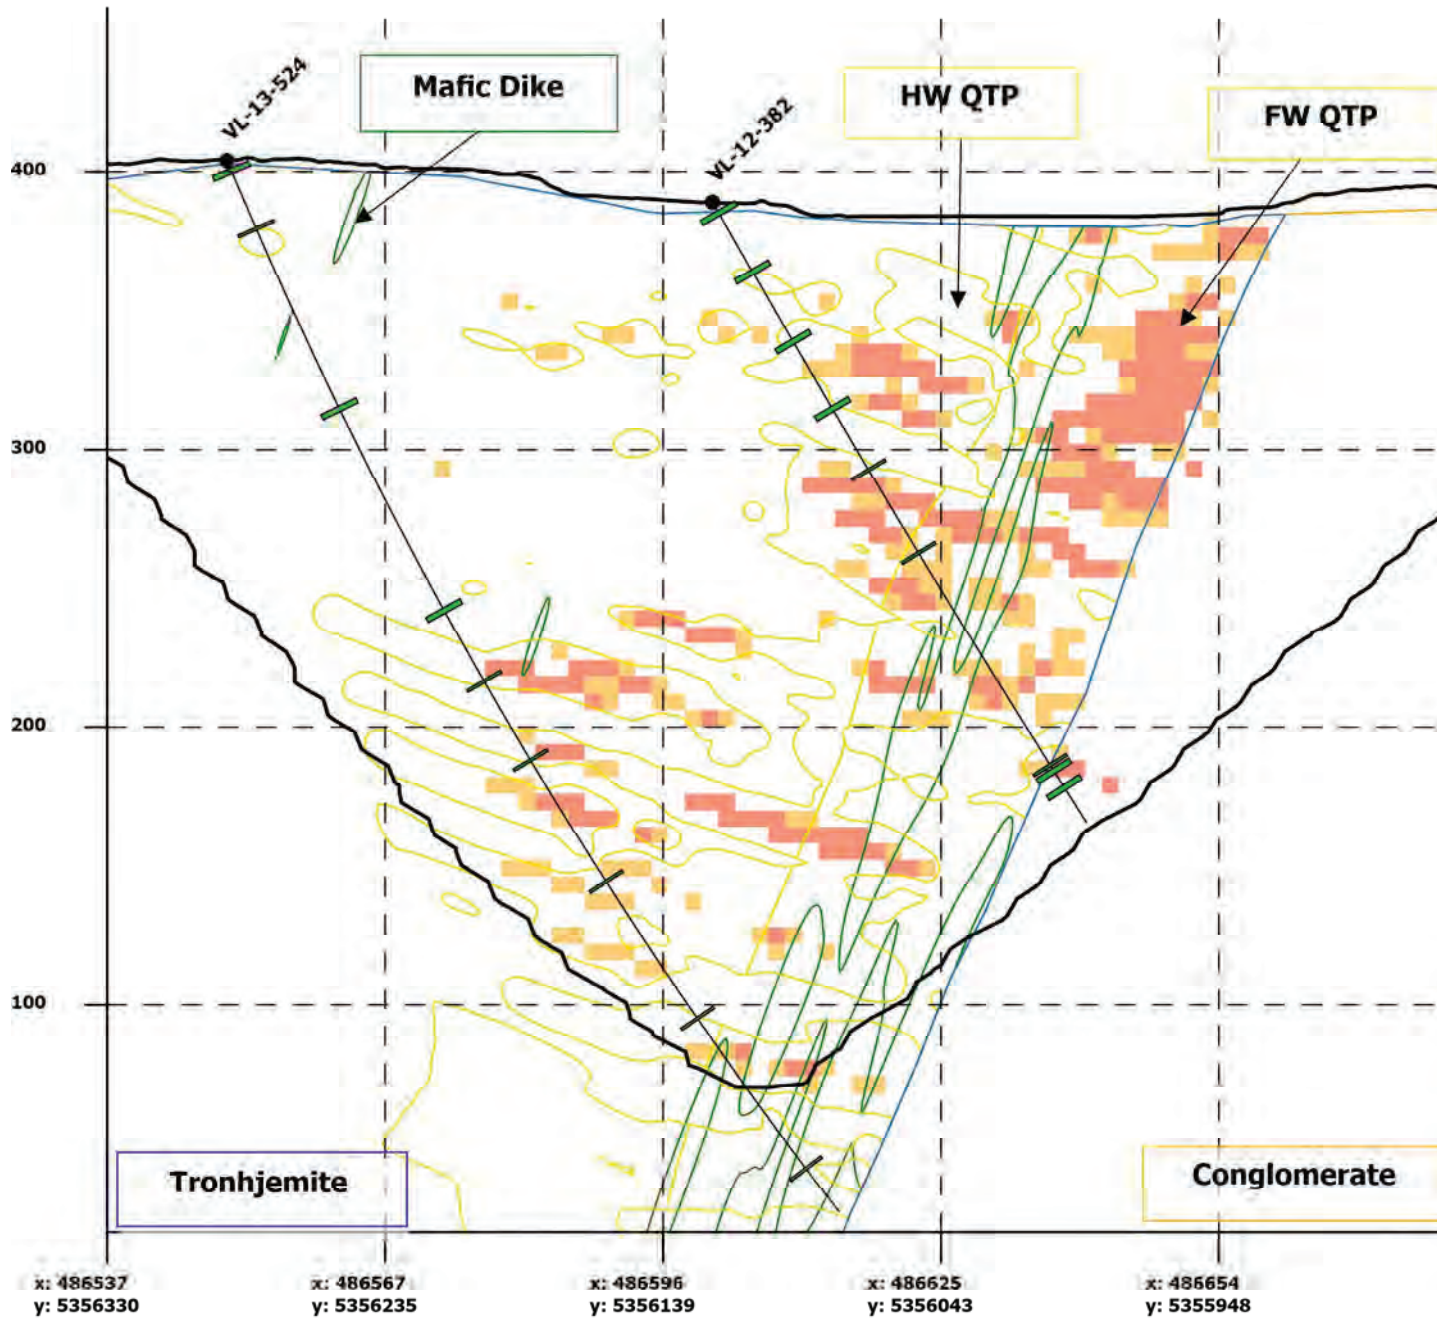 VL-13-524
Mafic Dike
VL-12-382
HW QTP
FW QTP
400
300
200
100
Tronhjemite
Conglomerate
x: 486537
y: 5356330
x: 486567
y: 5356235
x: 486596
y: 5356139
x: 486625
y: 5356043
x: 486654
y: 5355948